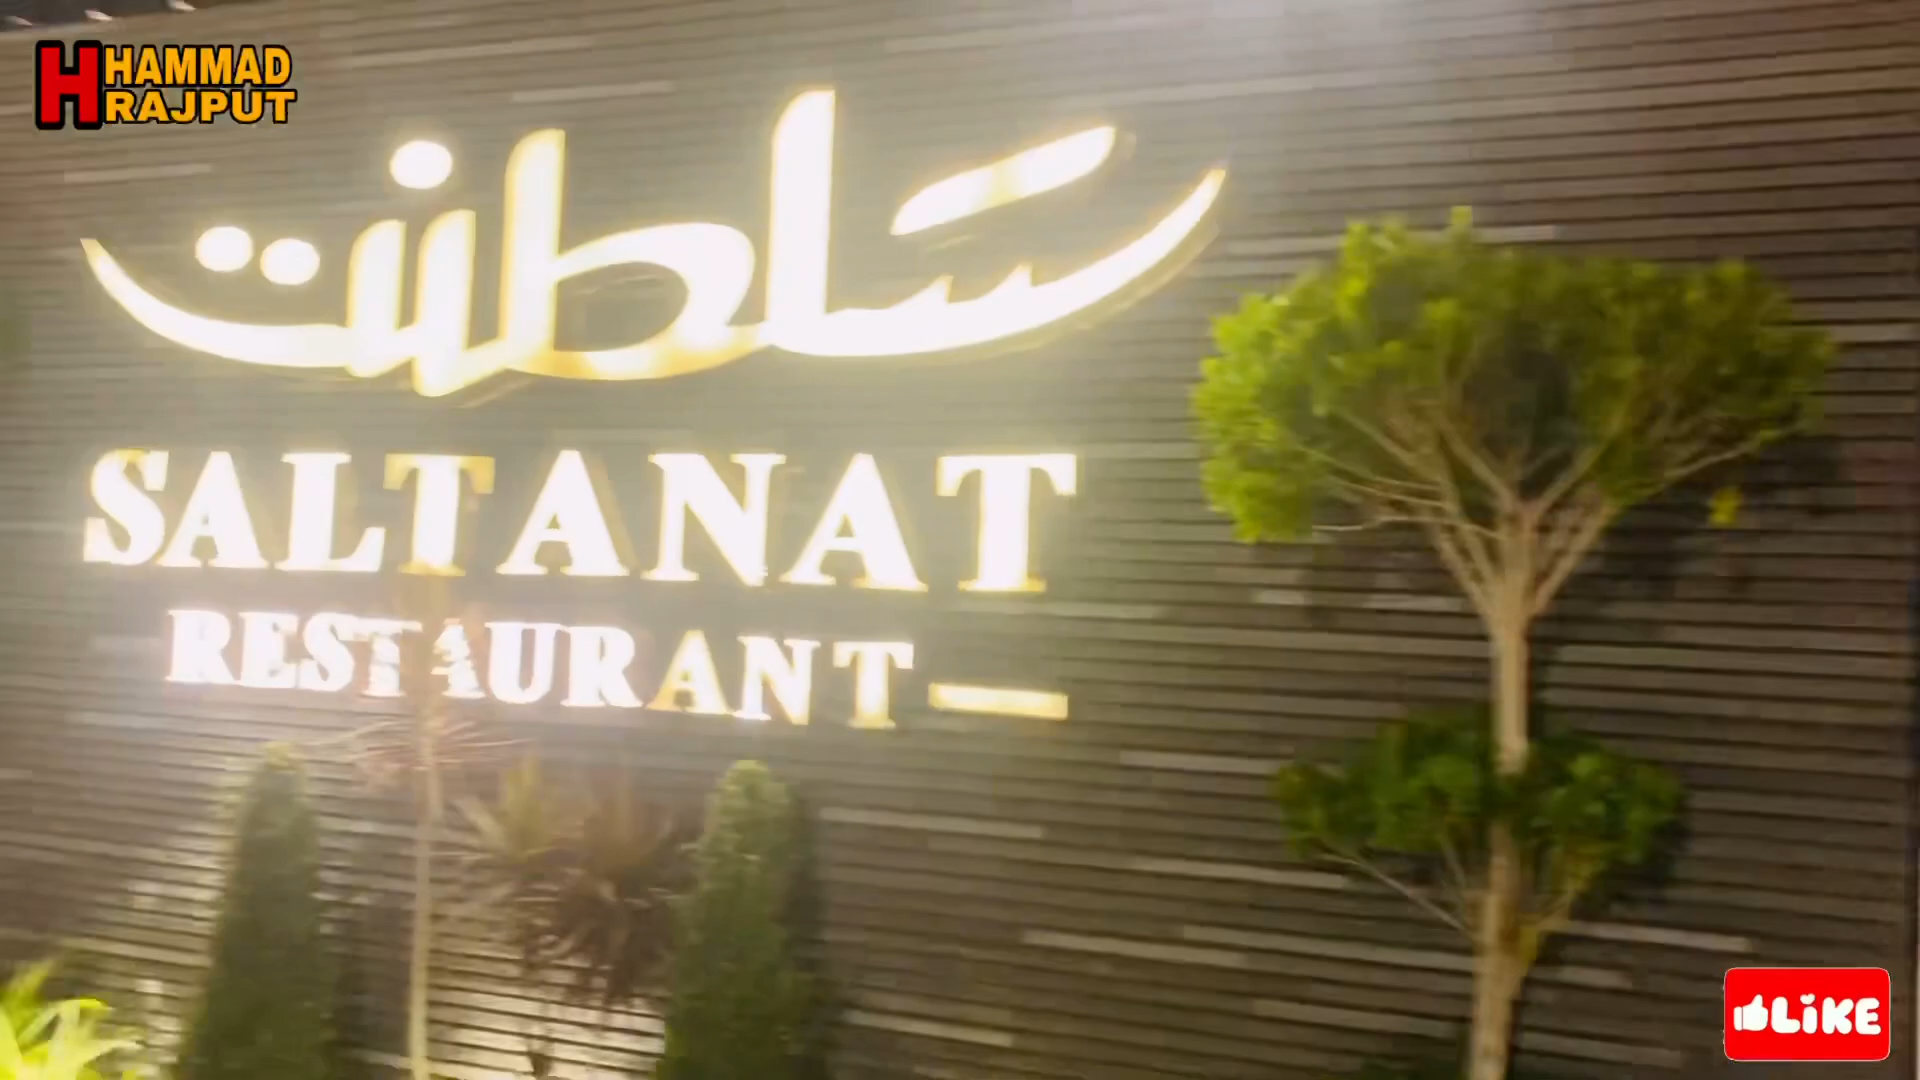 H HAMMAD
RAJPUT
سلطنت
SALTANAT
RESTAURANT
LIKE